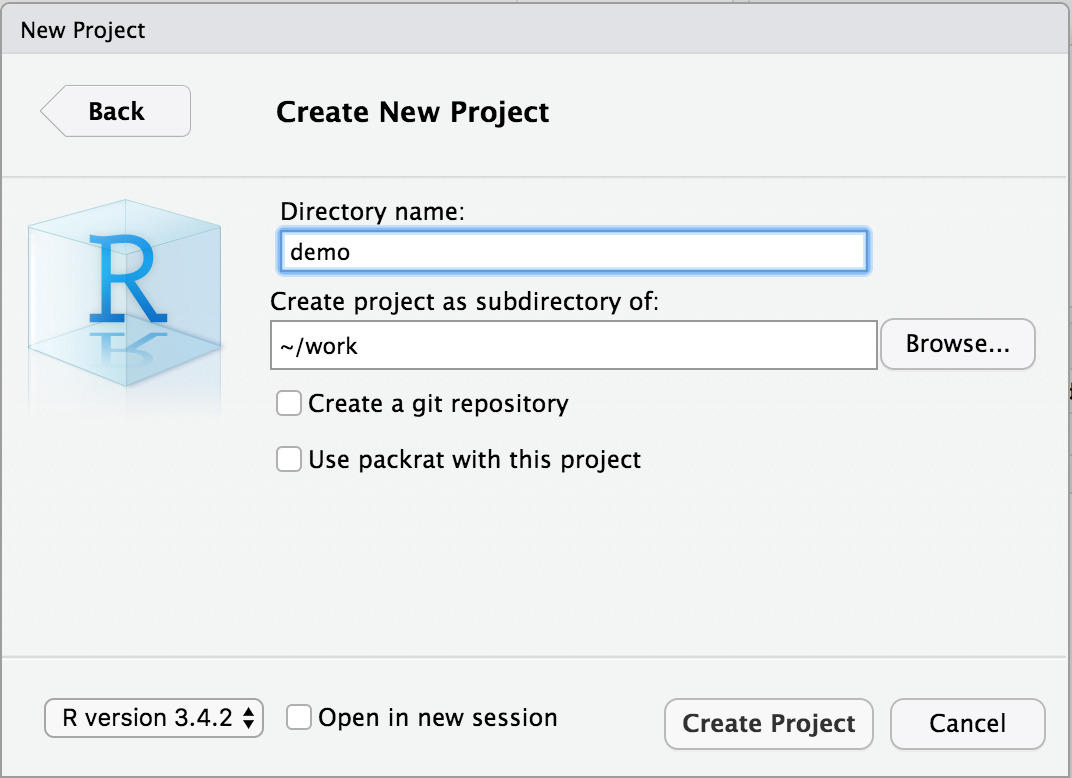 New Project
Back
Create New Project
R
Directory name:
demo
Create project as subdirectory of:
~/work
Browse...
Create a git repository
Use packrat with this project
R version 3.4.2
Open in new session
Create Project
Cancel